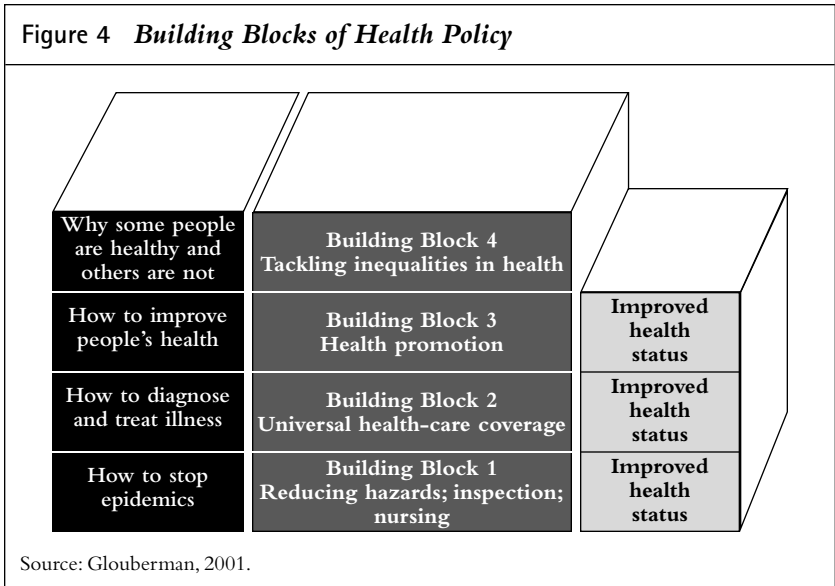 Figure 4 Building Blocks of Health Policy
Why some people
are healthy and
others are not
Building Block 4
Tackling inequalities in health
How to improve
people's health
Building Block 3
Health promotion
Improved
health
status
How to diagnose
and treat illness
Building Block 2
Universal health-care coverage
Improved
health
status
How to stop
epidemics
Building Block 1
Reducing hazards; inspection;
nursing
Improved
health
status
Source: Glouberman, 2001.